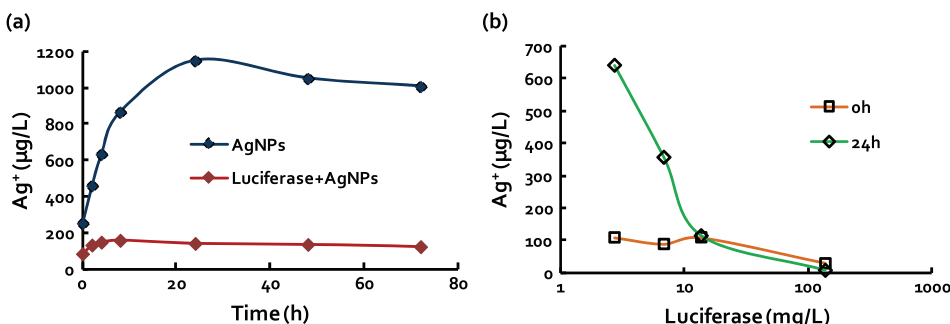 (a)
1200
1000
800
600
400
200
0
Ag⁺ (µg/L)
AgNPs
Luciferase+AgNPs
0
20
40
60
80
Time (h)
(b)
700
600
500
400
300
200
100
0
Ag⁺ (µg/L)
0h
24h
1
10
100
1000
Luciferase (mg/L)